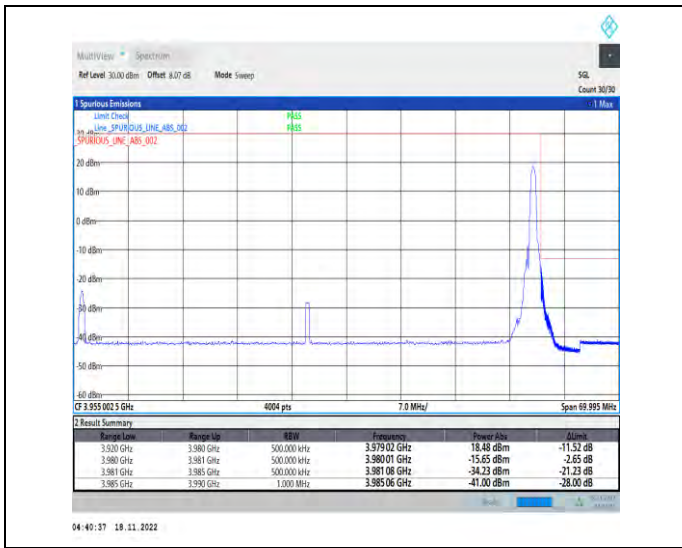 MultiView Spectrum
Ref Level 30.00 dBm Offset 8.07 dB Mode Sweep SGL
Count 30/30
1 Spurious Emissions 1 Max
Limit Check PASS
Line _SPURIOUS_LINE_ABS_002 PASS
_SPURIOUS_LINE_ABS_002
20 dBm
10 dBm
0 dBm
-10 dBm
-20 dBm
-30 dBm
-40 dBm
-50 dBm
-60 dBm
CF 3.955 002 5 GHz 4004 pts 7.0 MHz/ Span 69.995 MHz
2 Result Summary
Range Low Range Up RBW Frequency Power Abs ΔLimit
3.920 GHz 3.980 GHz 500.000 kHz 3.979 02 GHz 18.48 dBm -11.52 dB
3.980 GHz 3.981 GHz 500.000 kHz 3.980 01 GHz -15.65 dBm -2.65 dB
3.981 GHz 3.985 GHz 500.000 kHz 3.981 08 GHz -34.23 dBm -21.23 dB
3.985 GHz 3.990 GHz 1.000 MHz 3.985 06 GHz -41.00 dBm -28.00 dB
04:40:37 18.11.2022